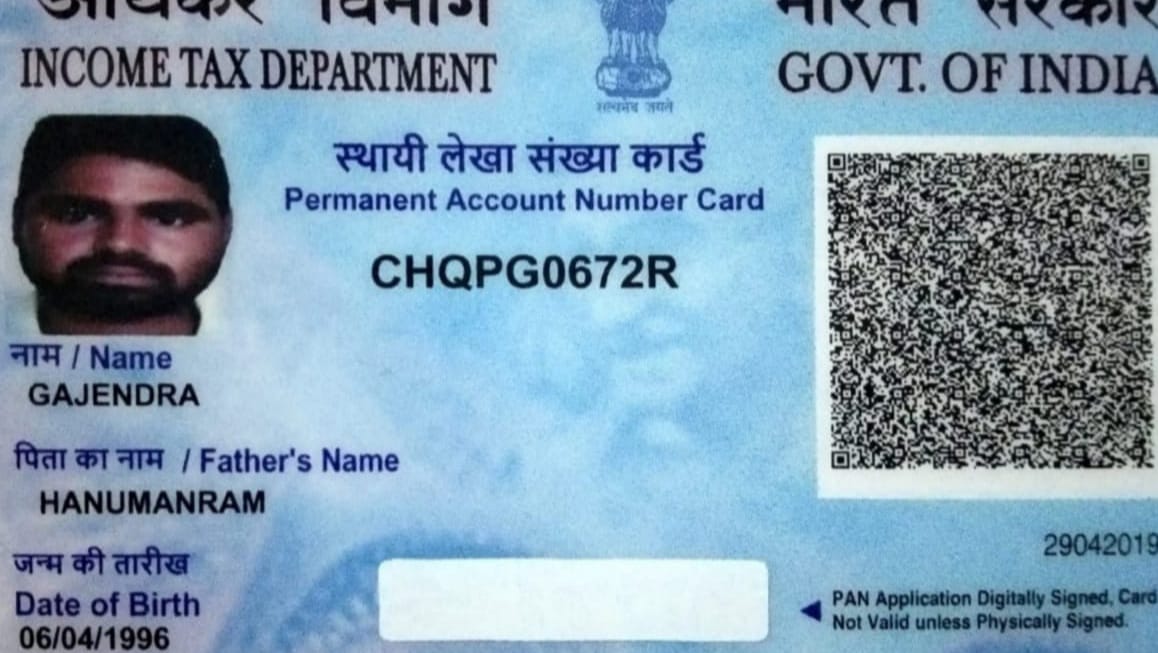 आयकर विभाग
INCOME TAX DEPARTMENT
सत्यमेव जयते
भारत सरकार
GOVT. OF INDIA
स्थायी लेखा संख्या कार्ड
Permanent Account Number Card
CHQPG0672R
नाम / Name
GAJENDRA
पिता का नाम / Father's Name
HANUMANRAM
जन्म की तारीख
Date of Birth
06/04/1996
29042019
PAN Application Digitally Signed, Card
Not Valid unless Physically Signed.